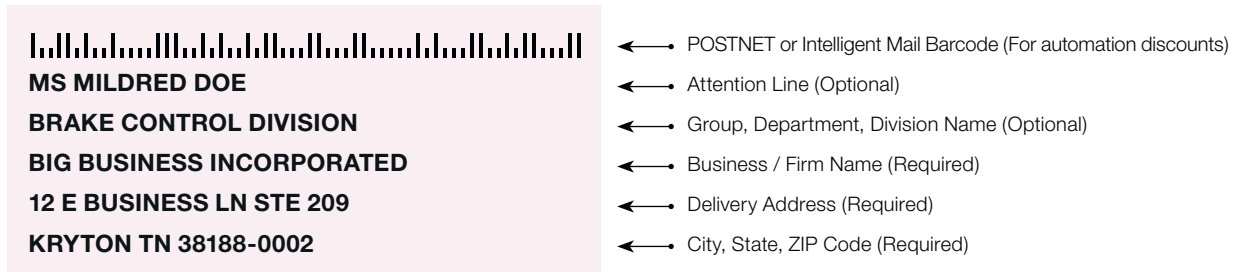 POSTNET or Intelligent Mail Barcode (For automation discounts)
MS MILDRED DOE Attention Line (Optional)
BRAKE CONTROL DIVISION Group, Department, Division Name (Optional)
BIG BUSINESS INCORPORATED Business / Firm Name (Required)
12 E BUSINESS LN STE 209 Delivery Address (Required)
KRYTON TN 38188-0002 City, State, ZIP Code (Required)